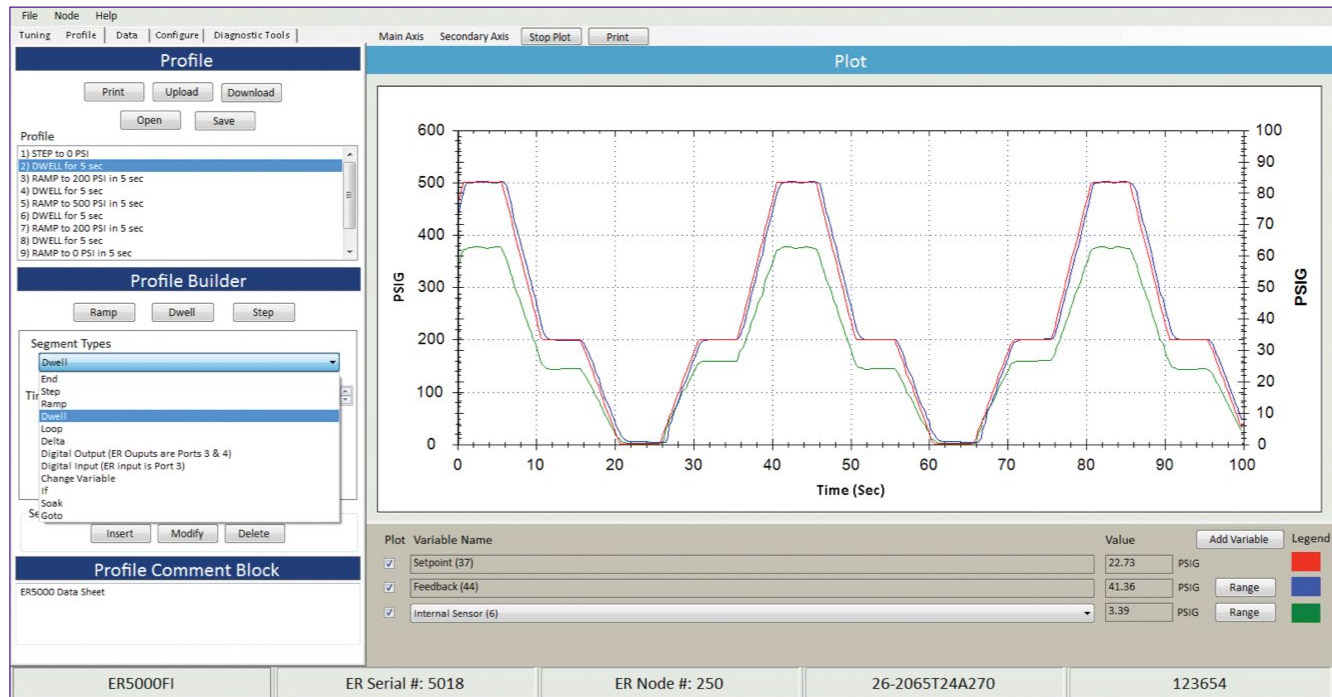 File Node Help
Tuning Profile Data Configure Diagnostic Tools
Main Axis Secondary Axis Stop Plot Print
Profile
Print Upload Download
Open Save
Profile
1) STEP to 0 PSI
2) DWELL for 5 sec
3) RAMP to 200 PSI in 5 sec
4) DWELL for 5 sec
5) RAMP to 500 PSI in 5 sec
6) DWELL for 5 sec
7) RAMP to 200 PSI in 5 sec
8) DWELL for 5 sec
9) RAMP to 0 PSI in 5 sec
Profile Builder
Ramp Dwell Step
Segment Types
Dwell
End
Step
Ramp
Dwell
Loop
Delta
Digital Output (ER Ouputs are Ports 3 & 4)
Digital Input (ER input is Port 3)
Change Variable
If
Soak
Goto
Insert Modify Delete
Profile Comment Block
ER5000 Data Sheet
Plot
600
500
400
300
200
100
0
PSIG
100
90
80
70
60
50
40
30
20
10
0
PSIG
0 10 20 30 40 50 60 70 80 90 100
Time (Sec)
Plot Variable Name Value Add Variable Legend
Setpoint (37) 22.73 PSIG
Feedback (44) 41.36 PSIG Range
Internal Sensor (6) 3.39 PSIG Range
ER5000FI ER Serial #: 5018 ER Node #: 250 26-2065T24A270 123654